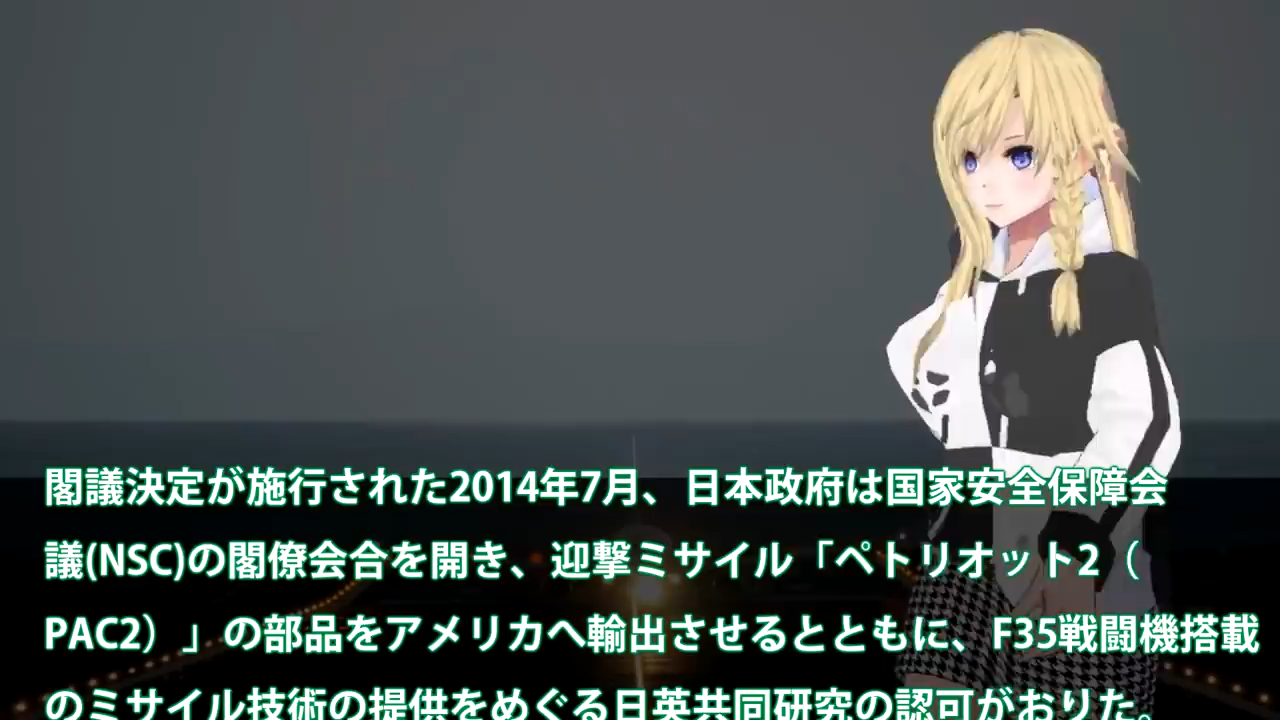 閣議決定が施行された2014年7月、日本政府は国家安全保障会
議(NSC)の閣僚会合を開き、迎撃ミサイル「ペトリオット2（
PAC2）」の部品をアメリカへ輸出させるとともに、F35戦闘機搭載
のミサイル技術の提供をめぐる日英共同研究の認可がおりた。